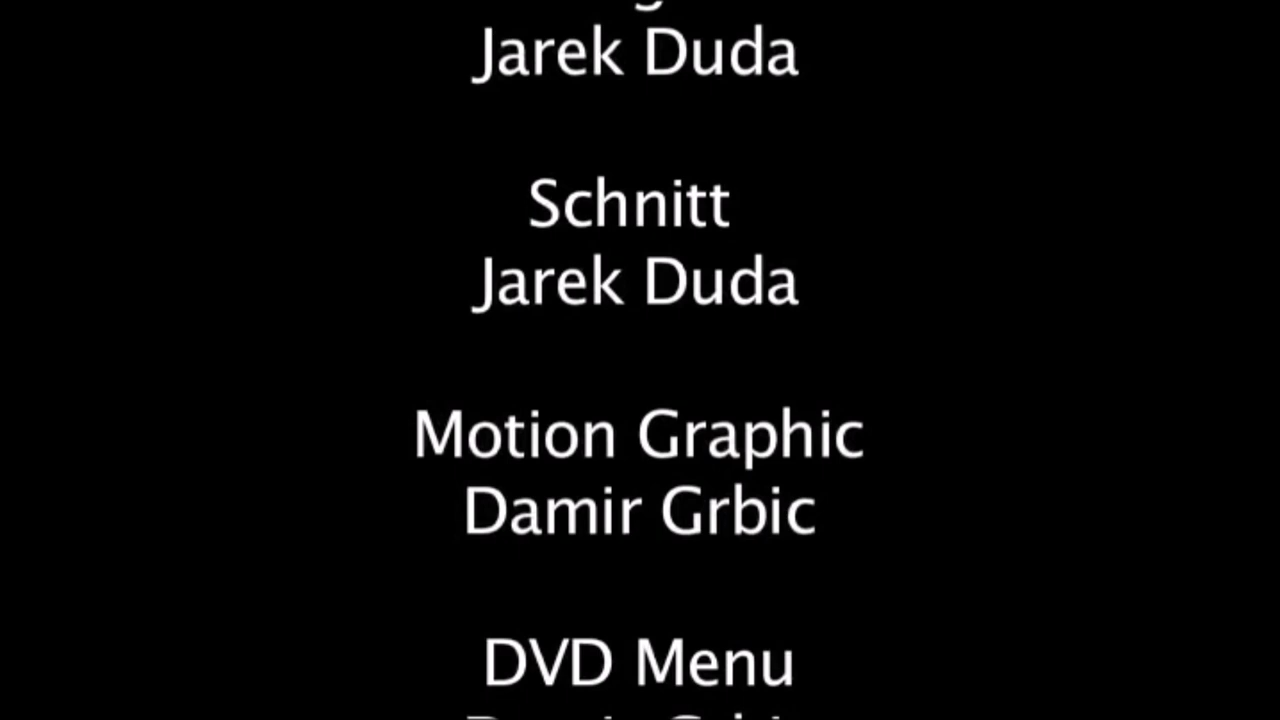 Jarek Duda
Schnitt
Jarek Duda
Motion Graphic
Damir Grbic
DVD Menu